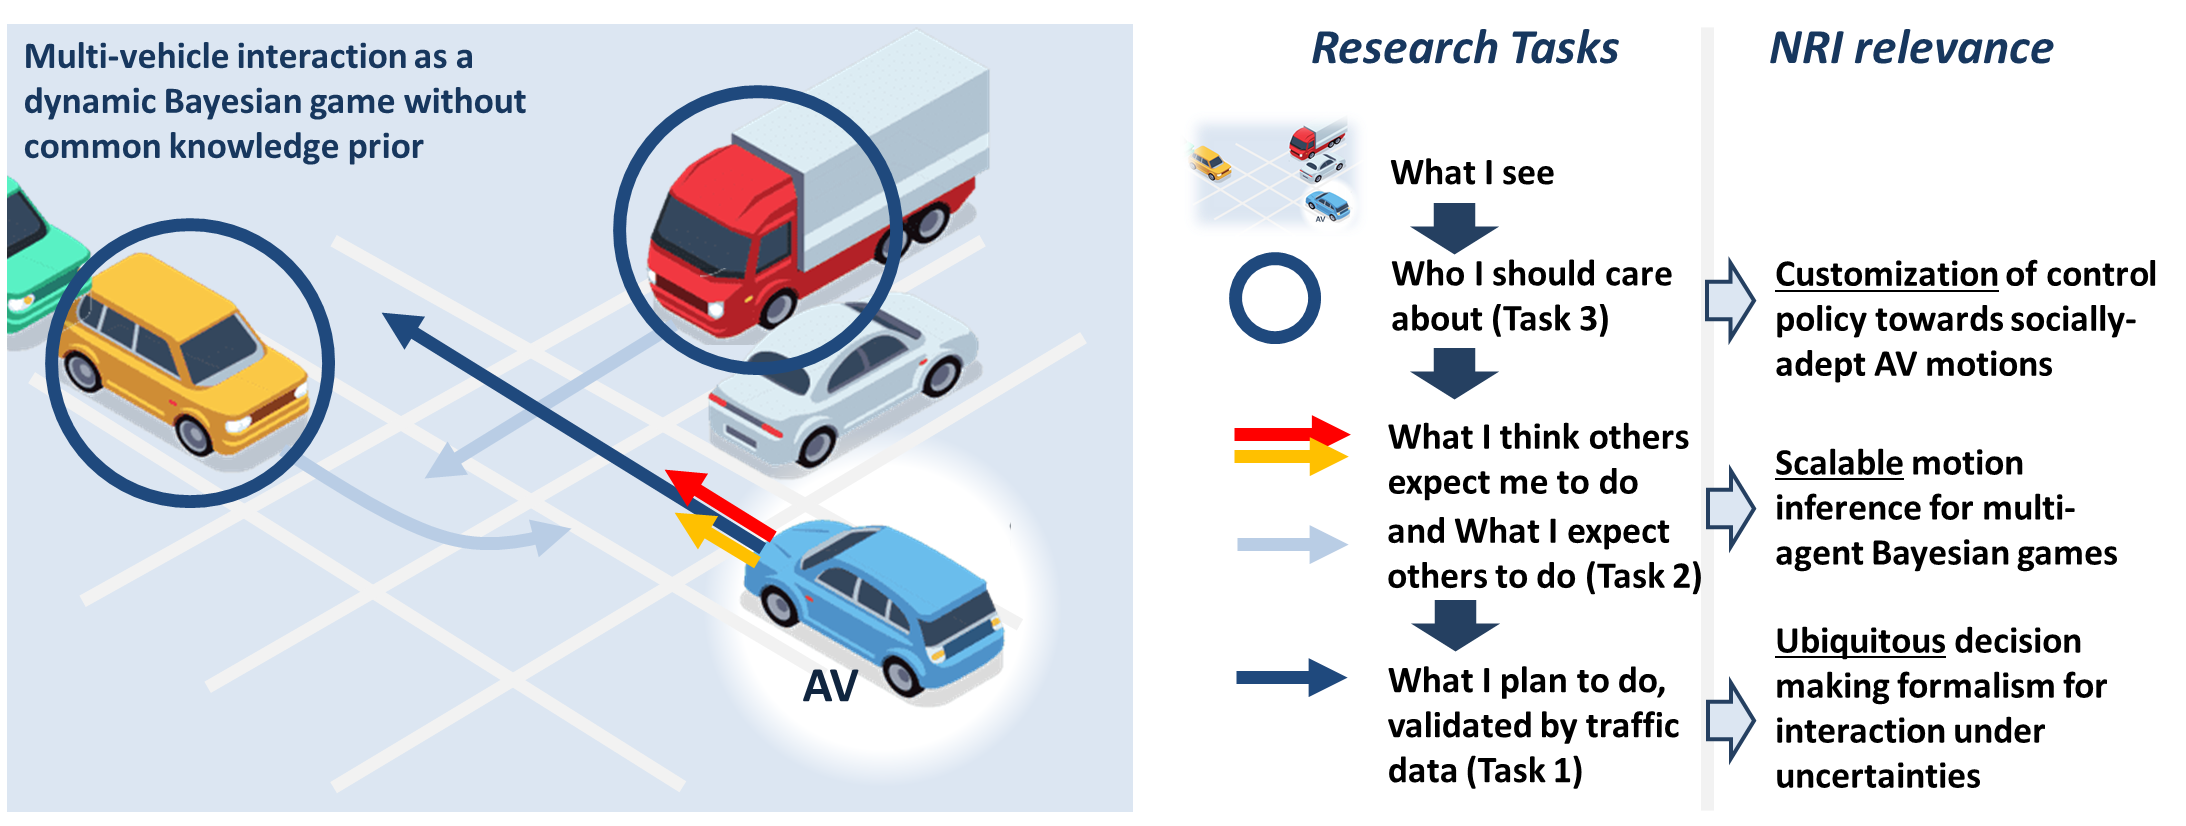 Multi-vehicle interaction as a
dynamic Bayesian game without
common knowledge prior
AV
Research Tasks
NRI relevance
AV
What I see
Who I should care
about (Task 3)
Customization of control
policy towards socially-
adept AV motions
What I think others
expect me to do
and What I expect
others to do (Task 2)
Scalable motion
inference for multi-
agent Bayesian games
What I plan to do,
validated by traffic
data (Task 1)
Ubiquitous decision
making formalism for
interaction under
uncertainties